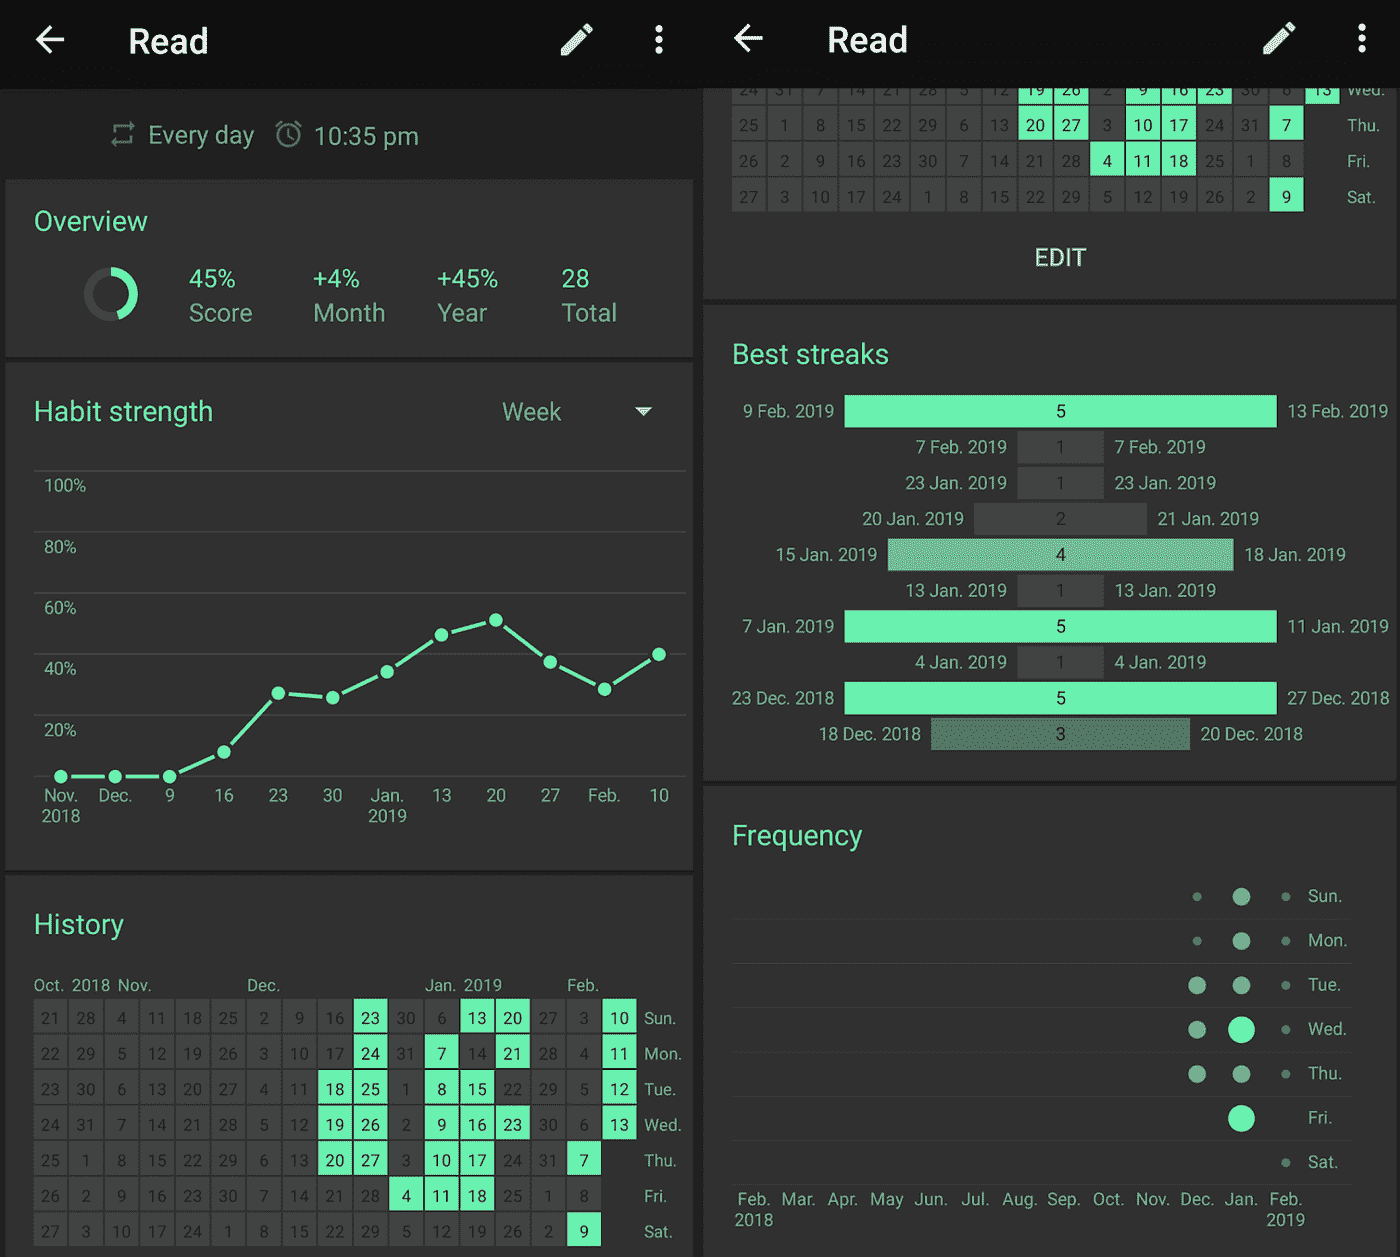 Read
Every day 10:35 pm
Overview
45% +4% +45% 28
Score Month Year Total
Habit strength Week
100%
80%
60%
40%
20%
Nov. Dec. 9 16 23 30 Jan. 13 20 27 Feb. 10
2018 2019
History
Oct. 2018 Nov. Dec. Jan. 2019 Feb.
21 28 4 11 18 25 2 9 16 23 30 6 13 20 27 3 10 Sun.
22 29 5 12 19 26 3 10 17 24 31 7 14 21 28 4 11 Mon.
23 30 6 13 20 27 4 11 18 25 1 8 15 22 29 5 12 Tue.
24 31 7 14 21 28 5 12 19 26 2 9 16 23 30 6 13 Wed.
25 1 8 15 22 29 6 13 20 27 3 10 17 24 31 7 Thu.
26 2 9 16 23 30 7 14 21 28 4 11 18 25 1 8 Fri.
27 3 10 17 24 1 8 15 22 29 5 12 19 26 2 9 Sat.
Read
24 31 7 14 21 28 5 12 19 26 2 9 16 23 30 6 13 Wed.
25 1 8 15 22 29 6 13 20 27 3 10 17 24 31 7 Thu.
26 2 9 16 23 30 7 14 21 28 4 11 18 25 1 8 Fri.
27 3 10 17 24 1 8 15 22 29 5 12 19 26 2 9 Sat.
EDIT
Best streaks
9 Feb. 2019 5 13 Feb. 2019
7 Feb. 2019 1 7 Feb. 2019
23 Jan. 2019 1 23 Jan. 2019
20 Jan. 2019 2 21 Jan. 2019
15 Jan. 2019 4 18 Jan. 2019
13 Jan. 2019 1 13 Jan. 2019
7 Jan. 2019 5 11 Jan. 2019
4 Jan. 2019 1 4 Jan. 2019
23 Dec. 2018 5 27 Dec. 2018
18 Dec. 2018 3 20 Dec. 2018
Frequency
Sun.
Mon.
Tue.
Wed.
Thu.
Fri.
Sat.
Feb. Mar. Apr. May Jun. Jul. Aug. Sep. Oct. Nov. Dec. Jan. Feb.
2018 2019